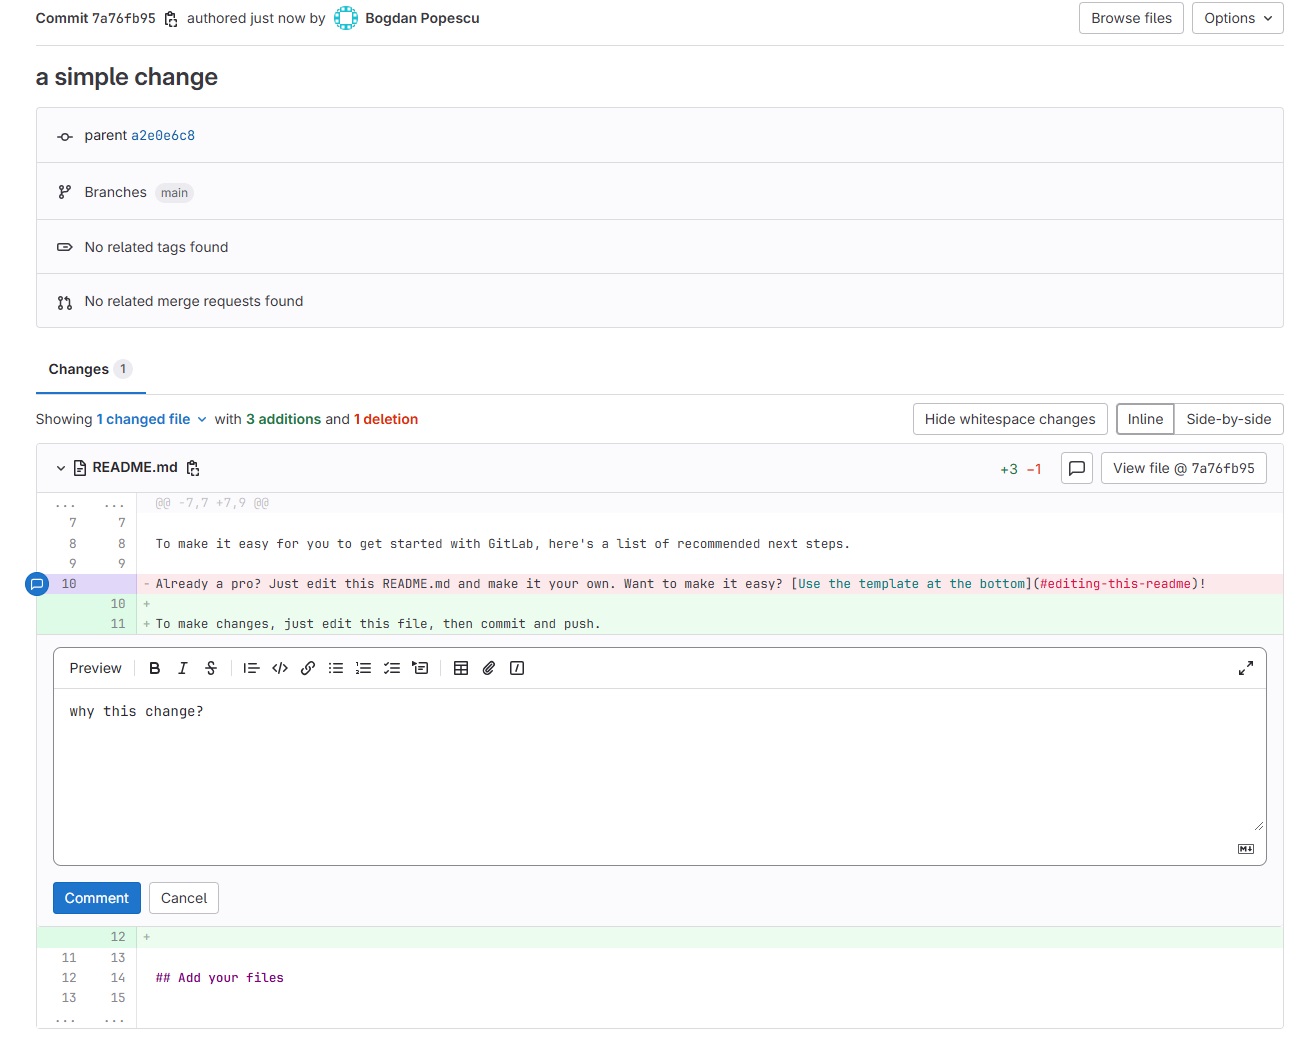 Commit 7a76fb95 authored just now by Bogdan Popescu Browse files Options
a simple change
parent a2e0e6c8
Branches main
No related tags found
No related merge requests found
Changes 1
Showing 1 changed file with 3 additions and 1 deletion Hide whitespace changes Inline Side-by-side
README.md +3 −1 View file @ 7a76fb95
... ... @@ -7,7 +7,9 @@
7 7
8 8 To make it easy for you to get started with GitLab, here's a list of recommended next steps.
9 9
10 - Already a pro? Just edit this README.md and make it your own. Want to make it easy? [Use the template at the bottom](#editing-this-readme)!
10 +
11 + To make changes, just edit this file, then commit and push.
Preview B I S
why this change?
M↓
Comment Cancel
12 +
11 13
12 14 ## Add your files
13 15
... ...